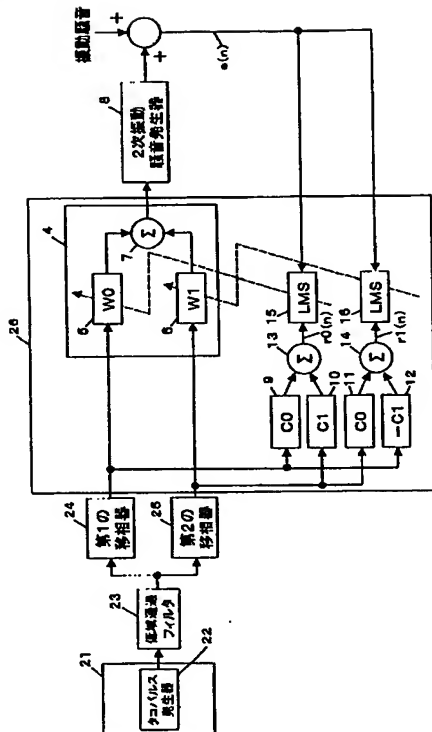 振動騒音
+
+
e(n)
8
2次振動
騒音発生器
26
4
7
Σ
W0
W1
6
LMS
15
LMS
16
r0(n)
r1(n)
13
Σ
14
Σ
9
C0
10
C1
11
C0
12
-C1
24
第1の
移相器
第2の
移相器
23
低域通過
フィルタ
21
22
タコパルス
発生器